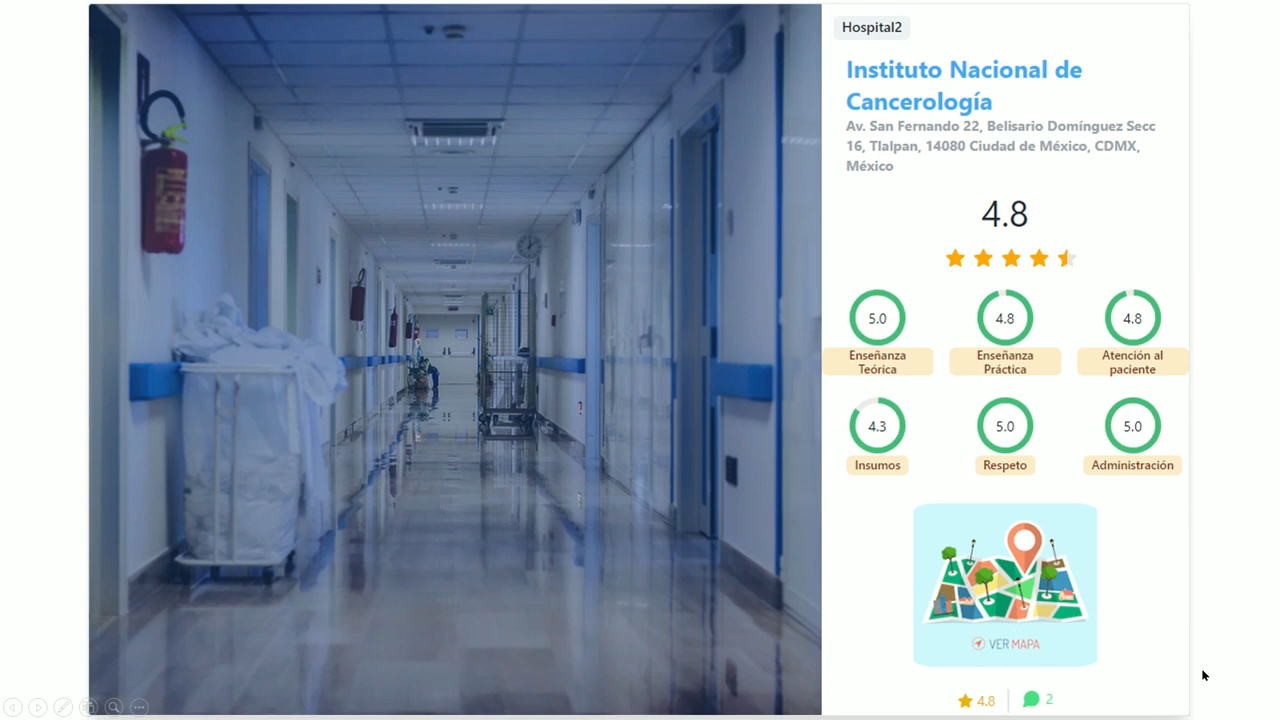 Hospital2
Instituto Nacional de
Cancerología
Av. San Fernando 22, Belisario Domínguez Secc
16, Tlalpan, 14080 Ciudad de México, CDMX,
México
4.8
5.0
4.8
4.8
Enseñanza
Teórica
Enseñanza
Práctica
Atención al
paciente
4.3
5.0
5.0
Insumos
Respeto
Administración
VER MAPA
4.8
2